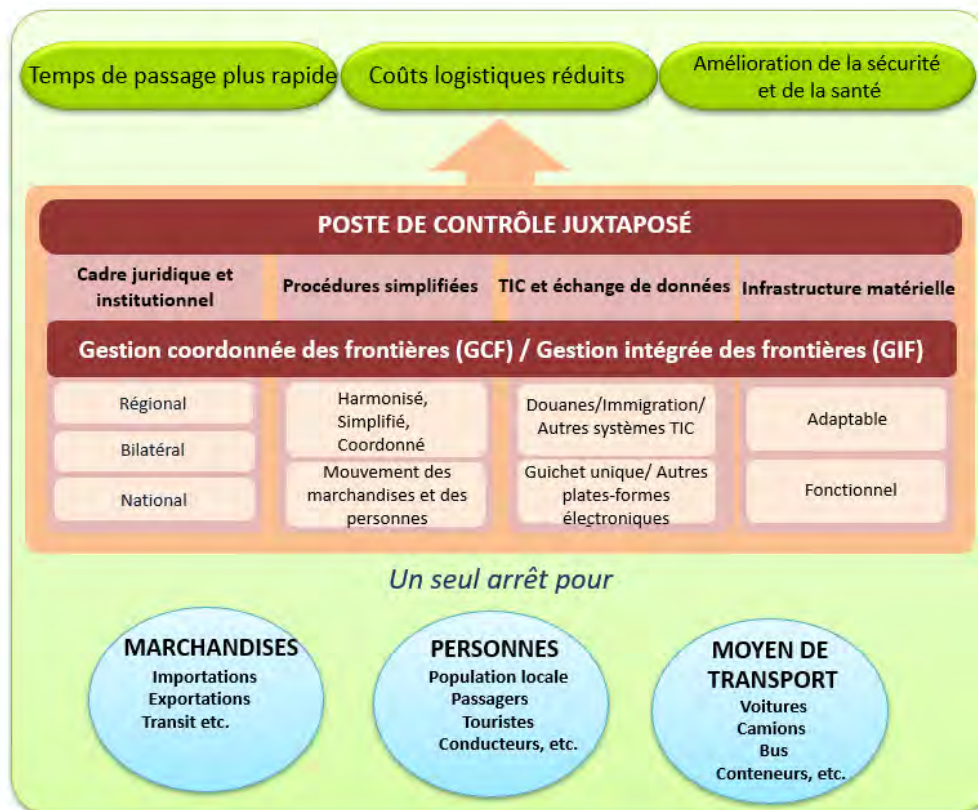 Temps de passage plus rapide
Coûts logistiques réduits
Amélioration de la sécurité
et de la santé
POSTE DE CONTRÔLE JUXTAPOSÉ
Cadre juridique et
institutionnel
Procédures simplifiées
TIC et échange de données
Infrastructure matérielle
Gestion coordonnée des frontières (GCF) / Gestion intégrée des frontières (GIF)
Régional
Bilatéral
National
Harmonisé,
Simplifié,
Coordonné
Mouvement des
marchandises et des
personnes
Douanes/Immigration/
Autres systèmes TIC
Guichet unique/ Autres
plates-formes
électroniques
Adaptable
Fonctionnel
Un seul arrêt pour
MARCHANDISES
Importations
Exportations
Transit etc.
PERSONNES
Population locale
Passagers
Touristes
Conducteurs, etc.
MOYEN DE
TRANSPORT
Voitures
Camions
Bus
Conteneurs, etc.